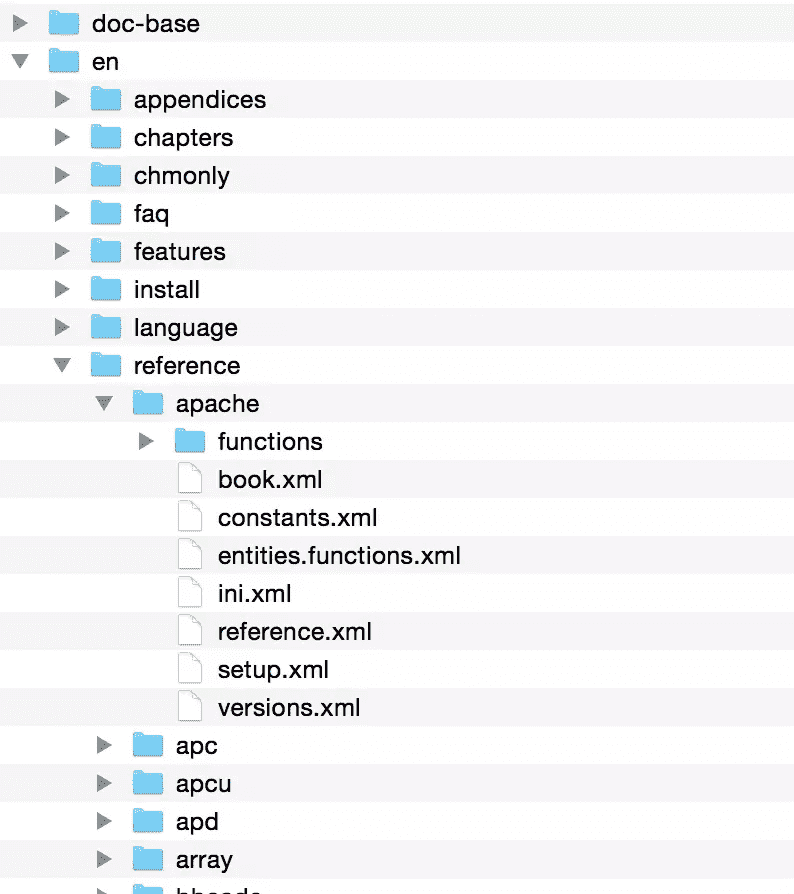 doc-base
en
appendices
chapters
chmonly
faq
features
install
language
reference
apache
functions
book.xml
constants.xml
entities.functions.xml
ini.xml
reference.xml
setup.xml
versions.xml
apc
apcu
apd
array